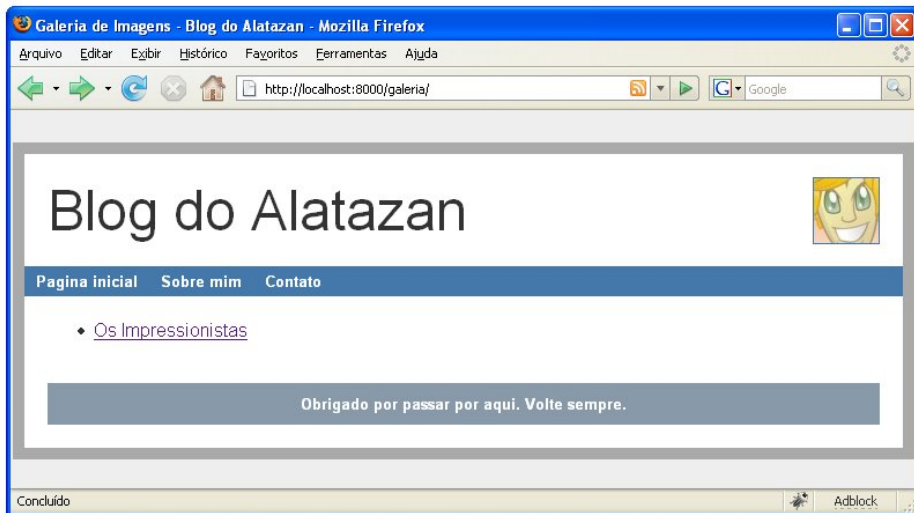 Galeria de Imagens - Blog do Alatazan - Mozilla Firefox
Arquivo Editar Exibir Histórico Favoritos Ferramentas Ajuda
http://localhost:8000/galeria/ G Google
Blog do Alatazan
Pagina inicial Sobre mim Contato
• Os Impressionistas
Obrigado por passar por aqui. Volte sempre.
Concluído Adblock